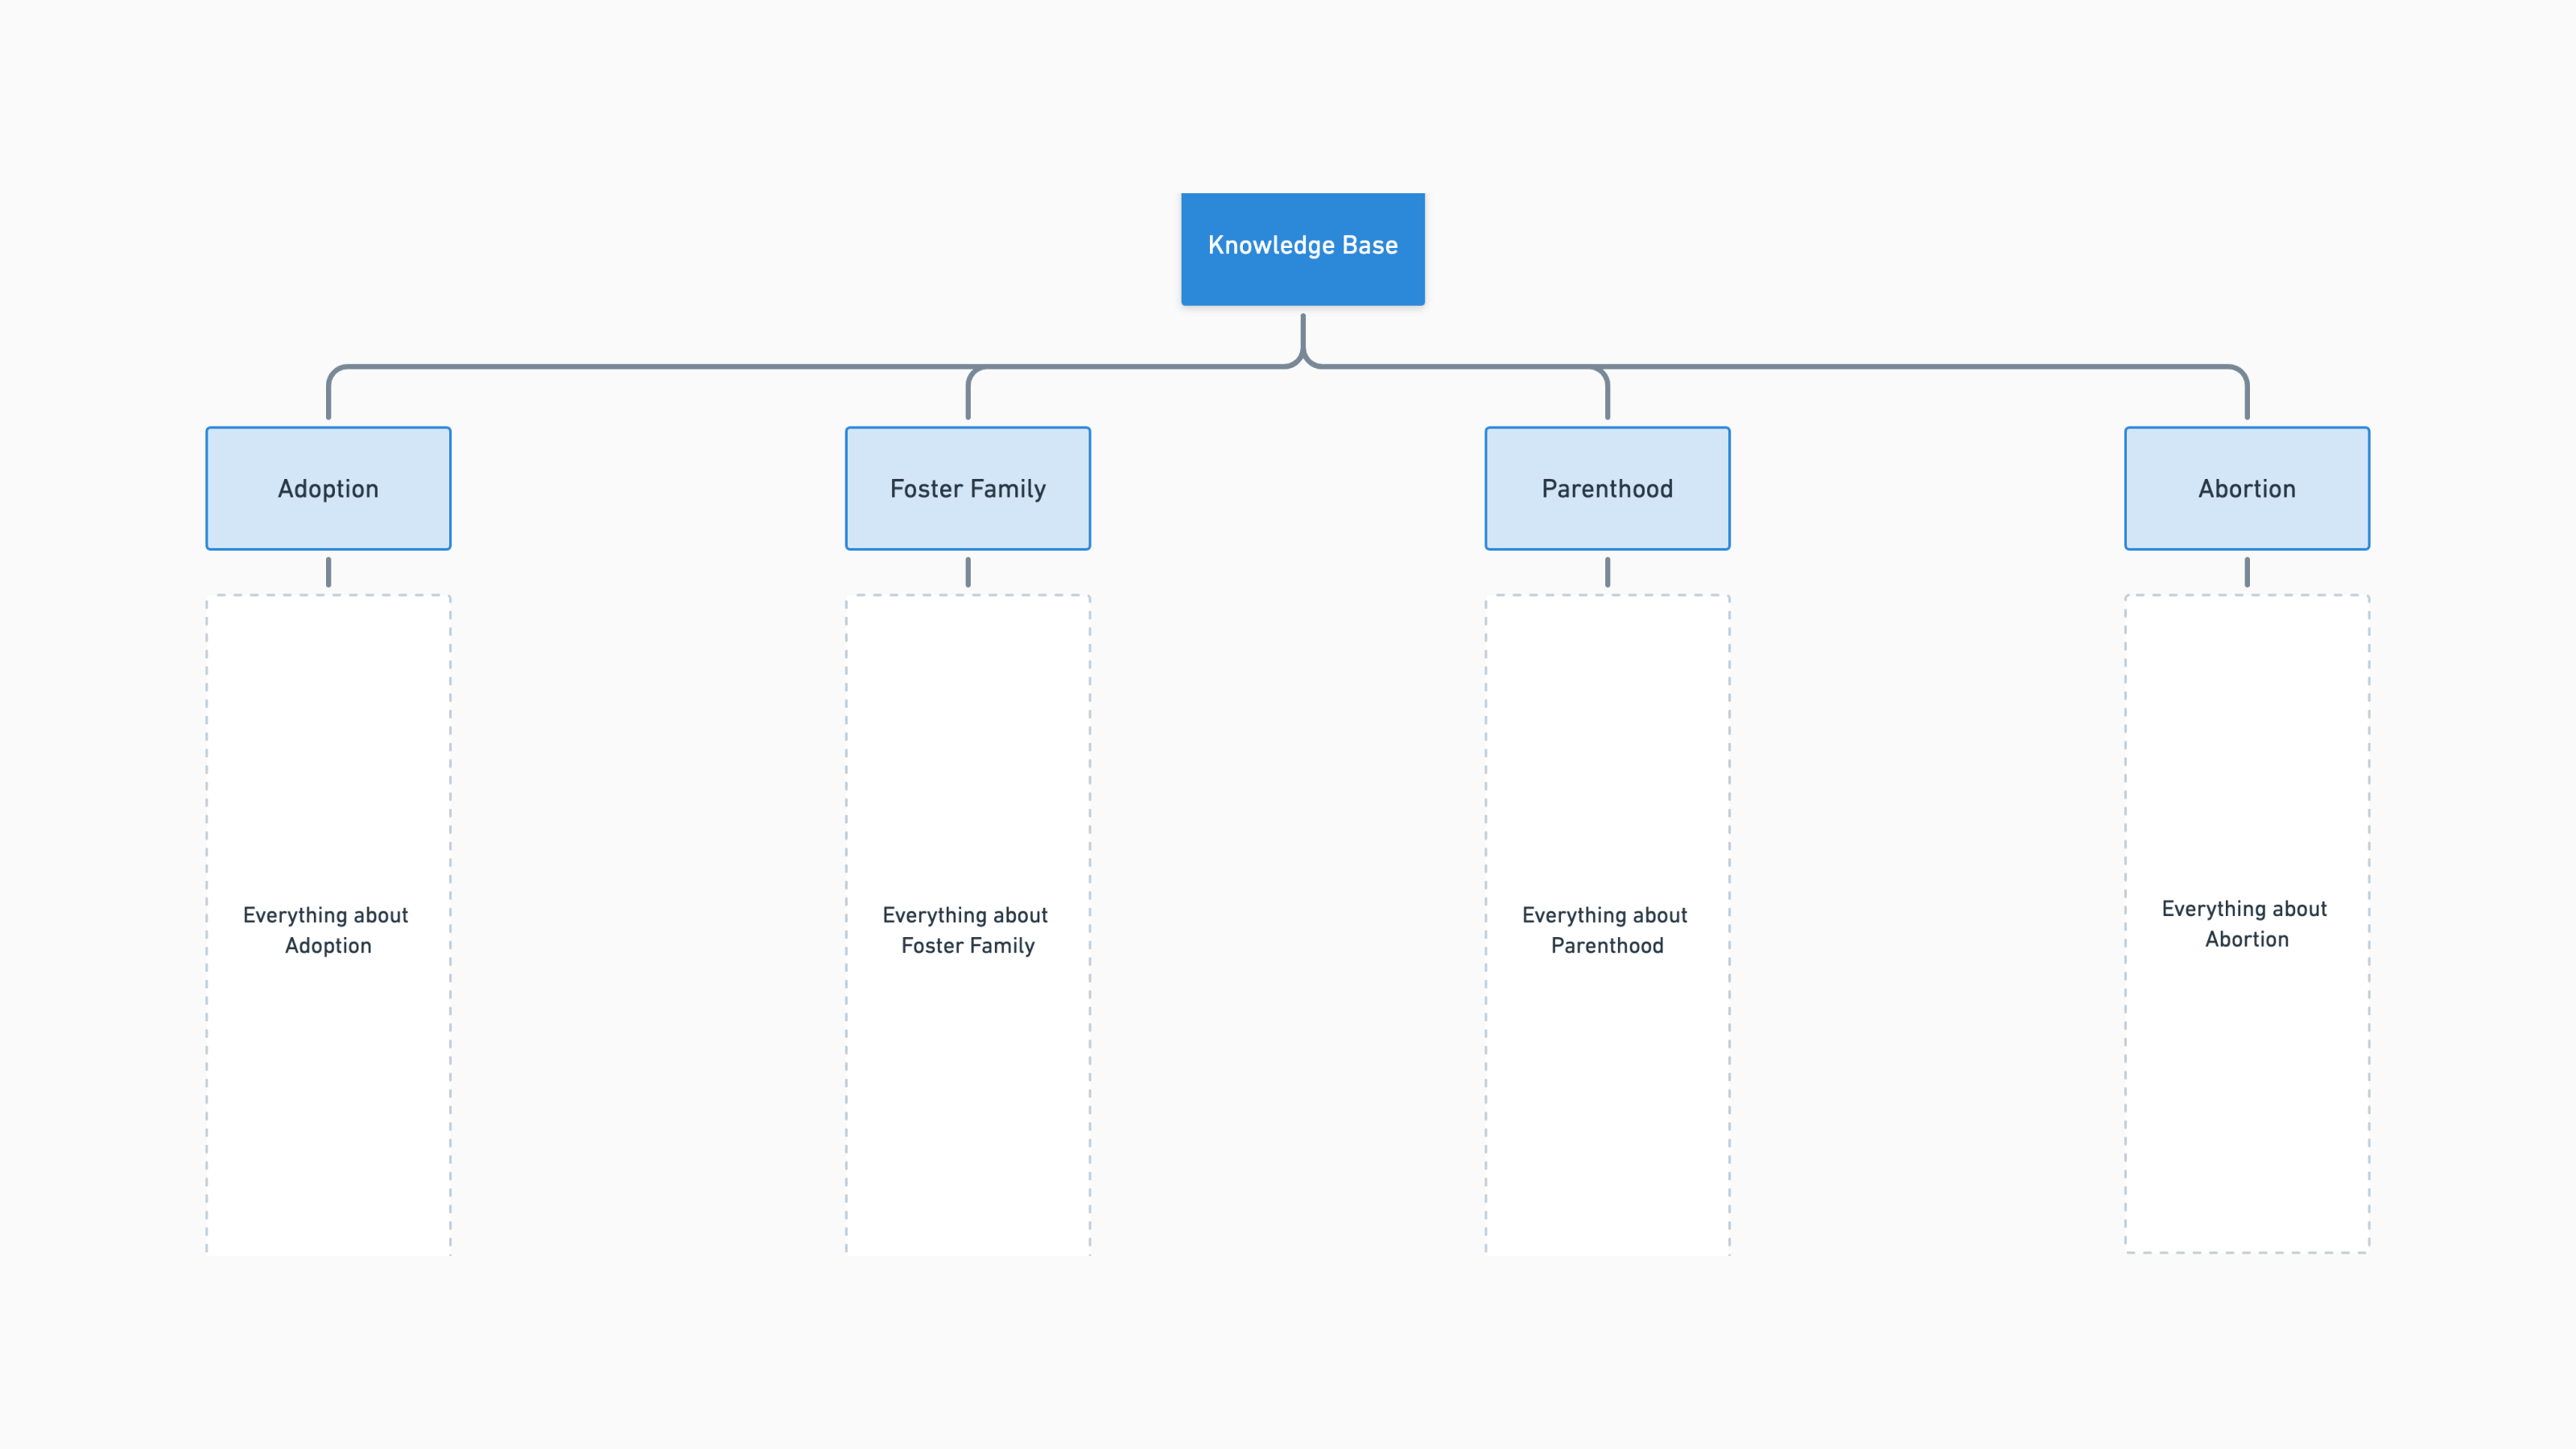 Knowledge Base
Adoption
Foster Family
Parenthood
Abortion
Everything about
Adoption
Everything about
Foster Family
Everything about
Parenthood
Everything about
Abortion